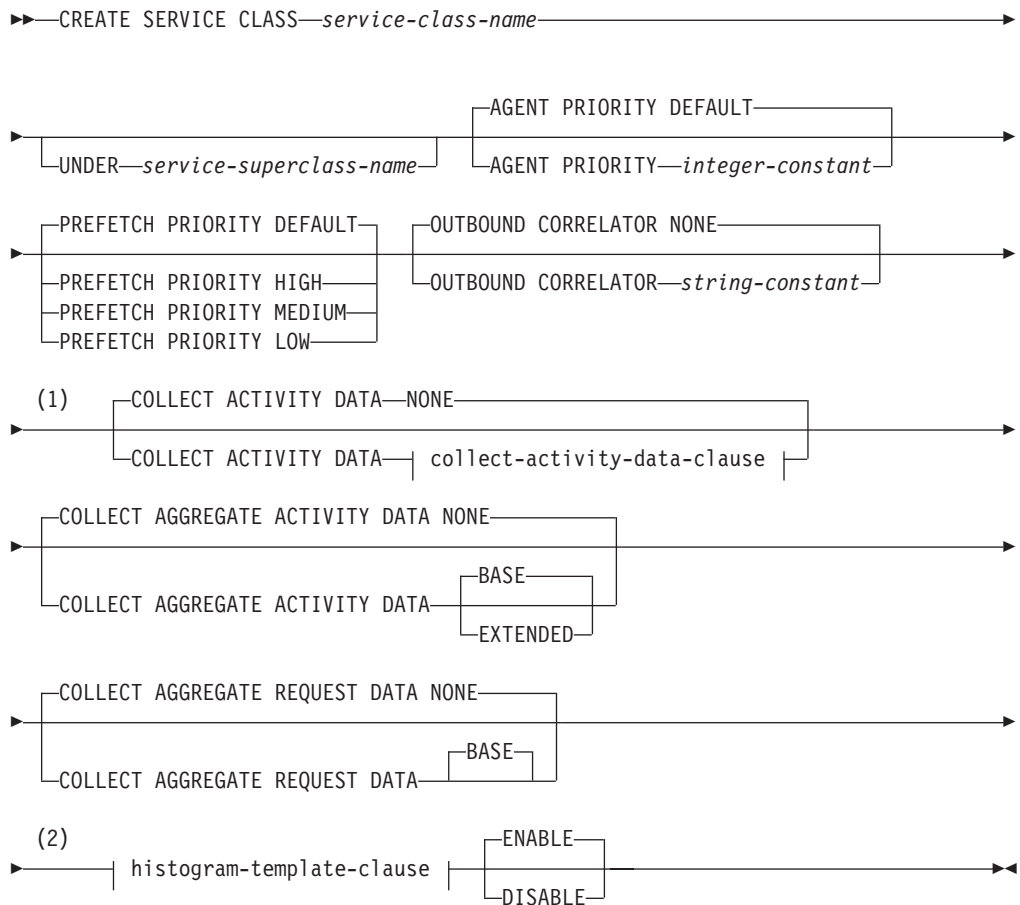 CREATE SERVICE CLASS service-class-name
AGENT PRIORITY DEFAULT
UNDER service-superclass-name AGENT PRIORITY integer-constant
PREFETCH PRIORITY DEFAULT OUTBOUND CORRELATOR NONE
PREFETCH PRIORITY HIGH OUTBOUND CORRELATOR string-constant
PREFETCH PRIORITY MEDIUM
PREFETCH PRIORITY LOW
(1) COLLECT ACTIVITY DATA NONE
COLLECT ACTIVITY DATA collect-activity-data-clause
COLLECT AGGREGATE ACTIVITY DATA NONE
BASE
COLLECT AGGREGATE ACTIVITY DATA
EXTENDED
COLLECT AGGREGATE REQUEST DATA NONE
BASE
COLLECT AGGREGATE REQUEST DATA
(2) ENABLE
histogram-template-clause
DISABLE